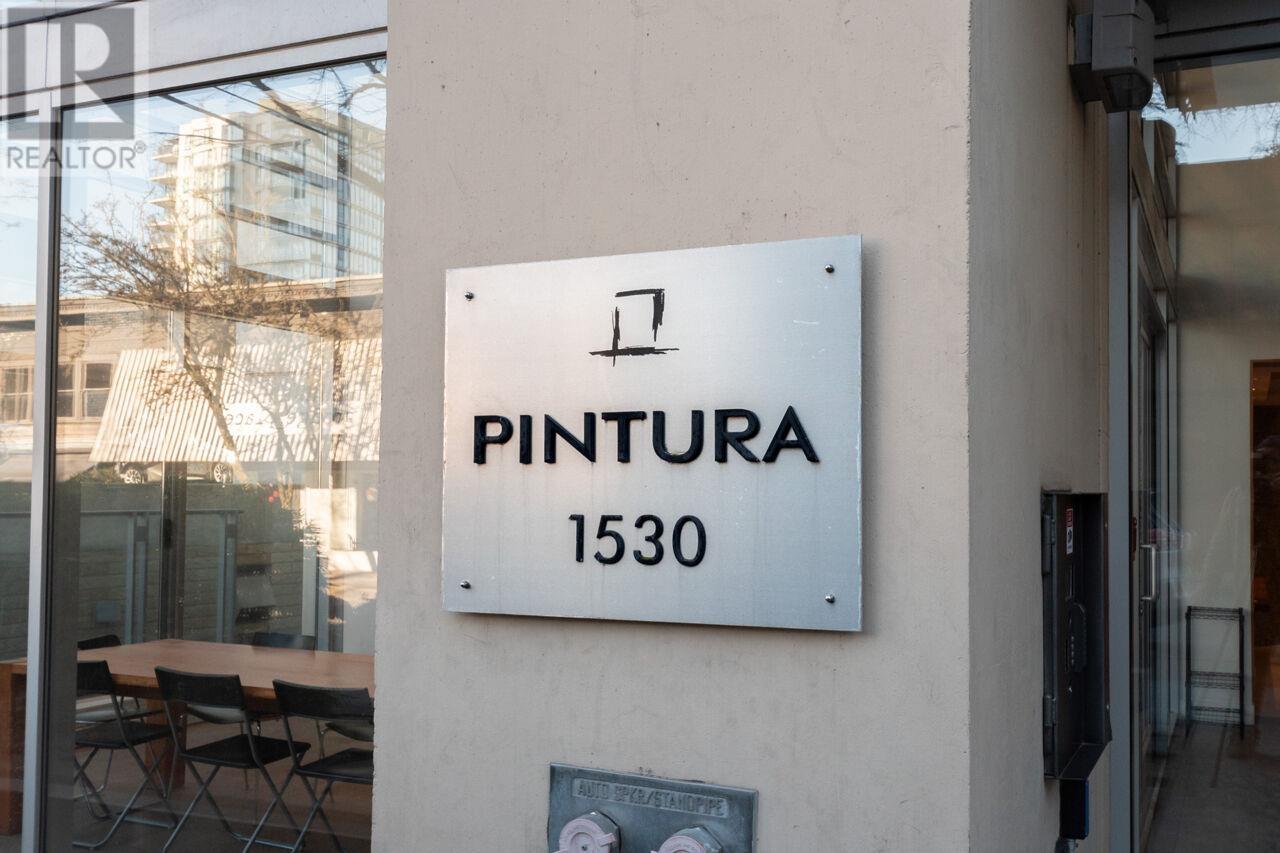 REALTOR®
PINTURA
1530
AUTO SPKR/STANDPIPE